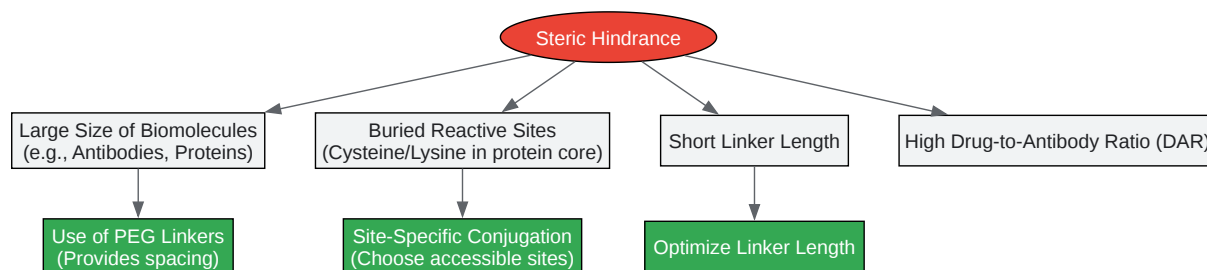 Steric Hindrance
Large Size of Biomolecules
(e.g., Antibodies, Proteins)
Buried Reactive Sites
(Cysteine/Lysine in protein core)
Short Linker Length
High Drug-to-Antibody Ratio (DAR)
Use of PEG Linkers
(Provides spacing)
Site-Specific Conjugation
(Choose accessible sites)
Optimize Linker Length